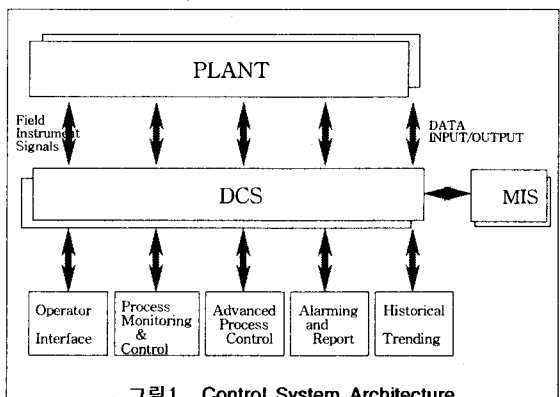 PLANT
Field
Instrument
Signals
DATA
INPUT/OUTPUT
DCS
MIS
Operator
Interface
Process
Monitoring
&
Control
Advanced
Process
Control
Alarming
and
Report
Historical
Trending
그림1. Control System Architecture